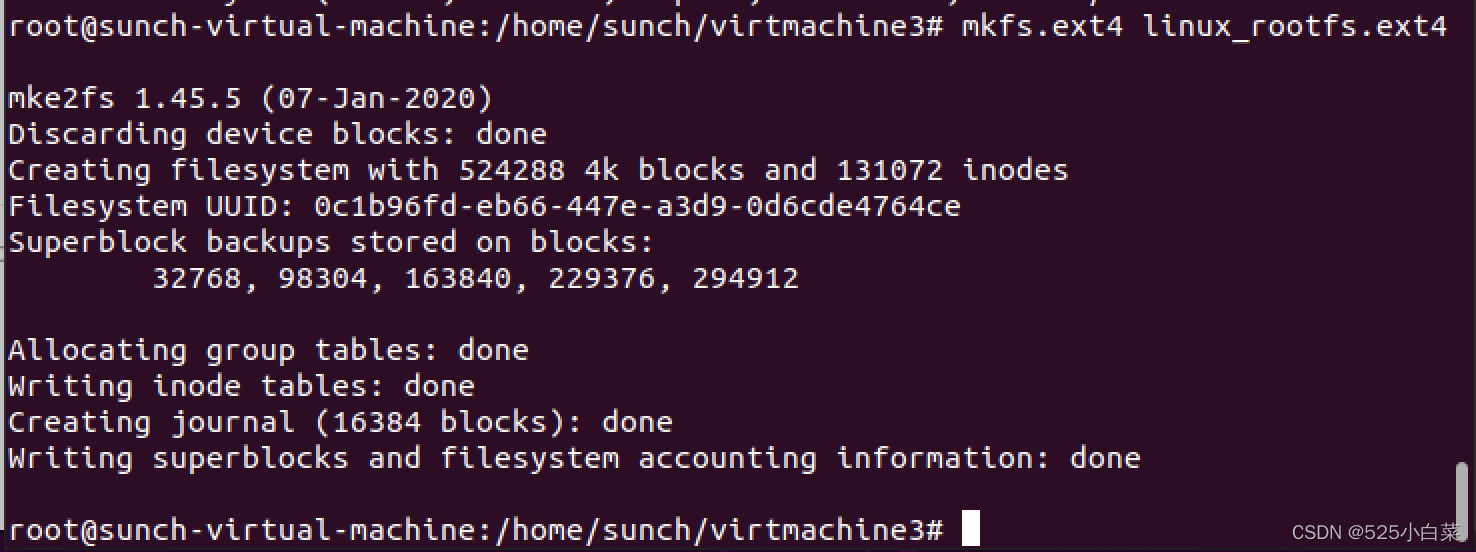 root@sunch-virtual-machine:/home/sunch/virtmachine3# mkfs.ext4 linux_rootfs.ext4
mke2fs 1.45.5 (07-Jan-2020)
Discarding device blocks: done
Creating filesystem with 524288 4k blocks and 131072 inodes
Filesystem UUID: 0c1b96fd-eb66-447e-a3d9-0d6cde4764ce
Superblock backups stored on blocks:
        32768, 98304, 163840, 229376, 294912
Allocating group tables: done
Writing inode tables: done
Creating journal (16384 blocks): done
Writing superblocks and filesystem accounting information: done
root@sunch-virtual-machine:/home/sunch/virtmachine3#
CSDN @525小白菜